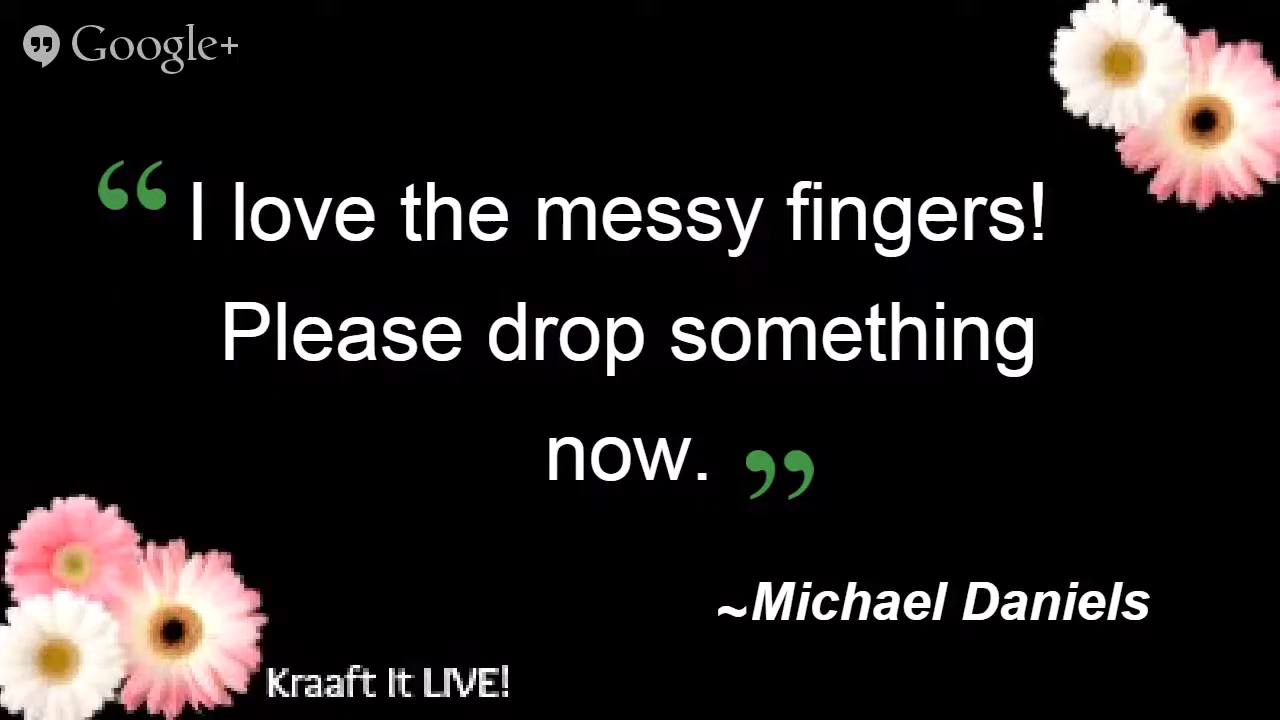 Google+
“ I love the messy fingers!
Please drop something
now. ”
~Michael Daniels
Kraaft It LIVE!